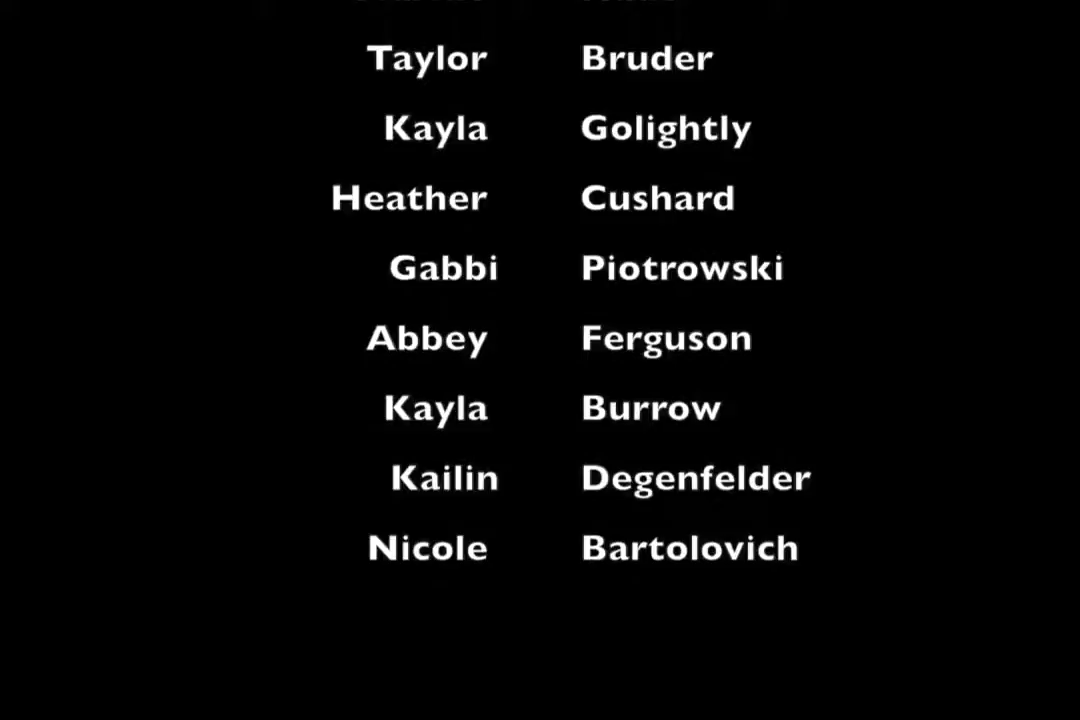 Taylor Bruder
Kayla Golightly
Heather Cushard
Gabbi Piotrowski
Abbey Ferguson
Kayla Burrow
Kailin Degenfelder
Nicole Bartolovich